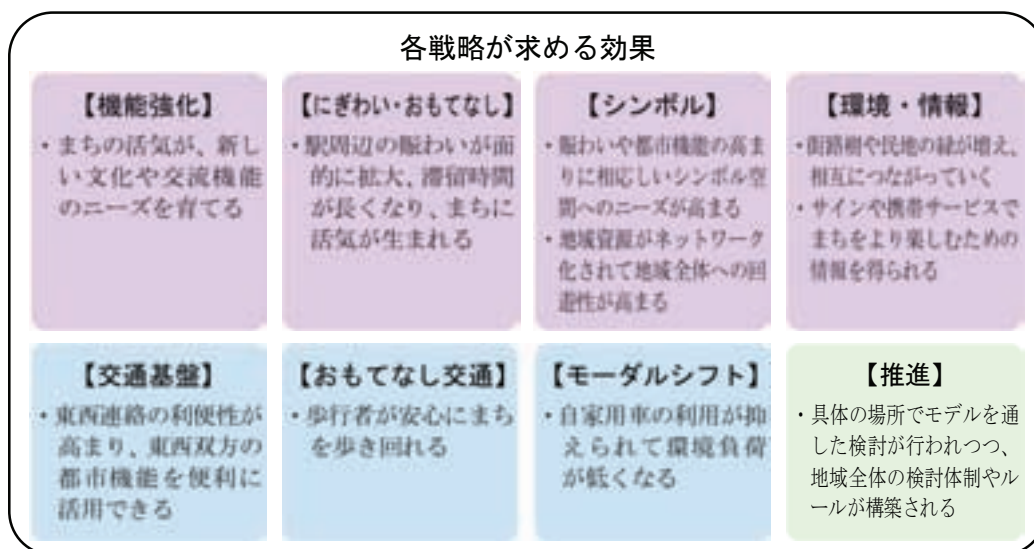 各戦略が求める効果
【機能強化】
・まちの活気が、新し
い文化や交流機能
のニーズを育てる
【にぎわい・おもてなし】
・駅周辺の賑わいが面
的に拡大、滞留時間
が長くなり、まちに
活気が生まれる
【シンボル】
・賑わいや都市機能の高ま
りに相応しいシンボル空
間へのニーズが高まる
・地域資源がネットワーク
化されて地域全体への回
遊性が高まる
【環境・情報】
・街路樹や民地の緑が増え、
相互につながっていく
・サインや携帯サービスで
まちをより楽しむための
情報を得られる
【交通基盤】
・東西連絡の利便性が
高まり、東西双方の
都市機能を便利に
活用できる
【おもてなし交通】
・歩行者が安心にまち
を歩き回れる
【モーダルシフト】
・自家用車の利用が抑
えられて環境負荷
が低くなる
【推進】
・具体の場所でモデルを通
した検討が行われつつ、
地域全体の検討体制やル
ールが構築される